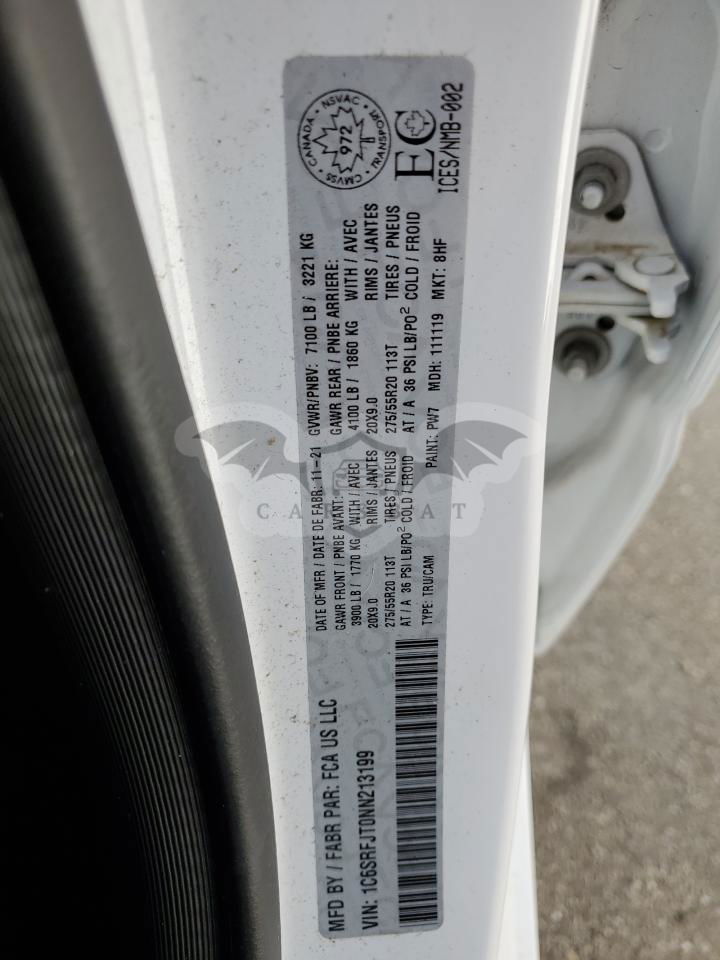 MFD BY / FABR PAR: FCA US LLC
VIN: 1C6SRFJT0NN213199
DATE OF MFR / DATE DE FABR: 11-21 GVWR/PNBV: 7100 LB / 3221 KG
GAWR FRONT / PNBE AVANT: GAWR REAR / PNBE ARRIERE:
3900 LB / 1770 KG WITH / AVEC 4100 LB / 1860 KG WITH / AVEC
20X9.0 RIMS / JANTES 20X9.0 RIMS / JANTES
275/55R20 113T TIRES / PNEUS 275/55R20 113T TIRES / PNEUS
AT / A 36 PSI LB/PO² COLD / FROID AT / A 36 PSI LB/PO² COLD / FROID
TYPE: TRU/CAM PAINT: PW7 MDH: 111119 MKT: 8HF
CANADA · NSVAC · TRANSPORT · CMVSS
972
EC
ICES/NMB-002
CAR BAT